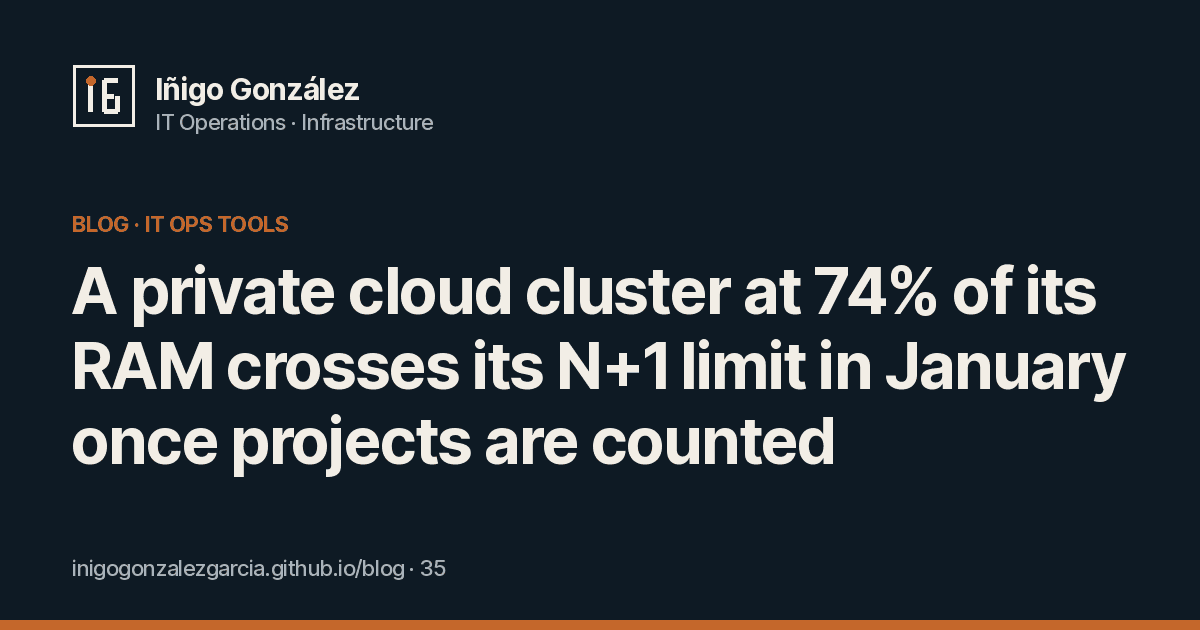 iG
Iñigo González
IT Operations · Infrastructure
BLOG · IT OPS TOOLS
A private cloud cluster at 74% of its
RAM crosses its N+1 limit in January
once projects are counted
inigogonzalezgarcia.github.io/blog · 35